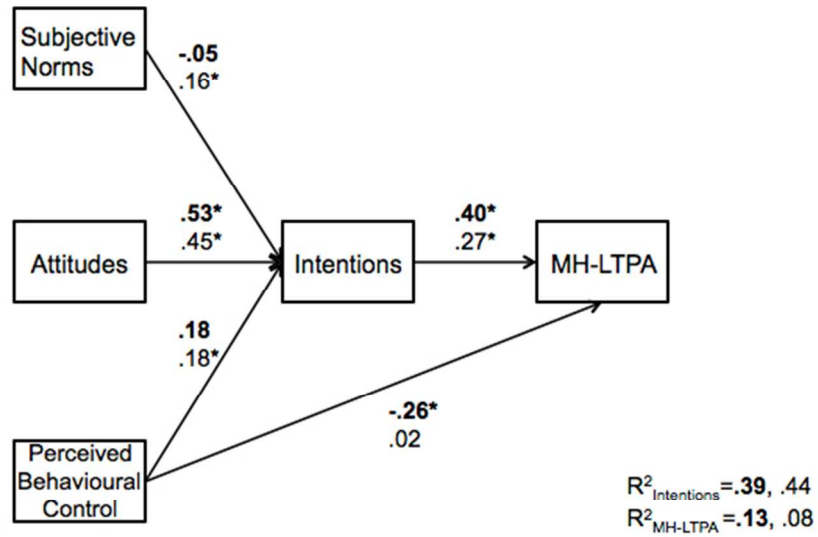 Subjective
Norms
-.05
.16*
Attitudes
.53*
.45*
Intentions
.40*
.27*
MH-LTPA
.18
.18*
-.26*
.02
Perceived
Behavioural
Control
R²Intentions=.39, .44
R²MH-LTPA=.13, .08